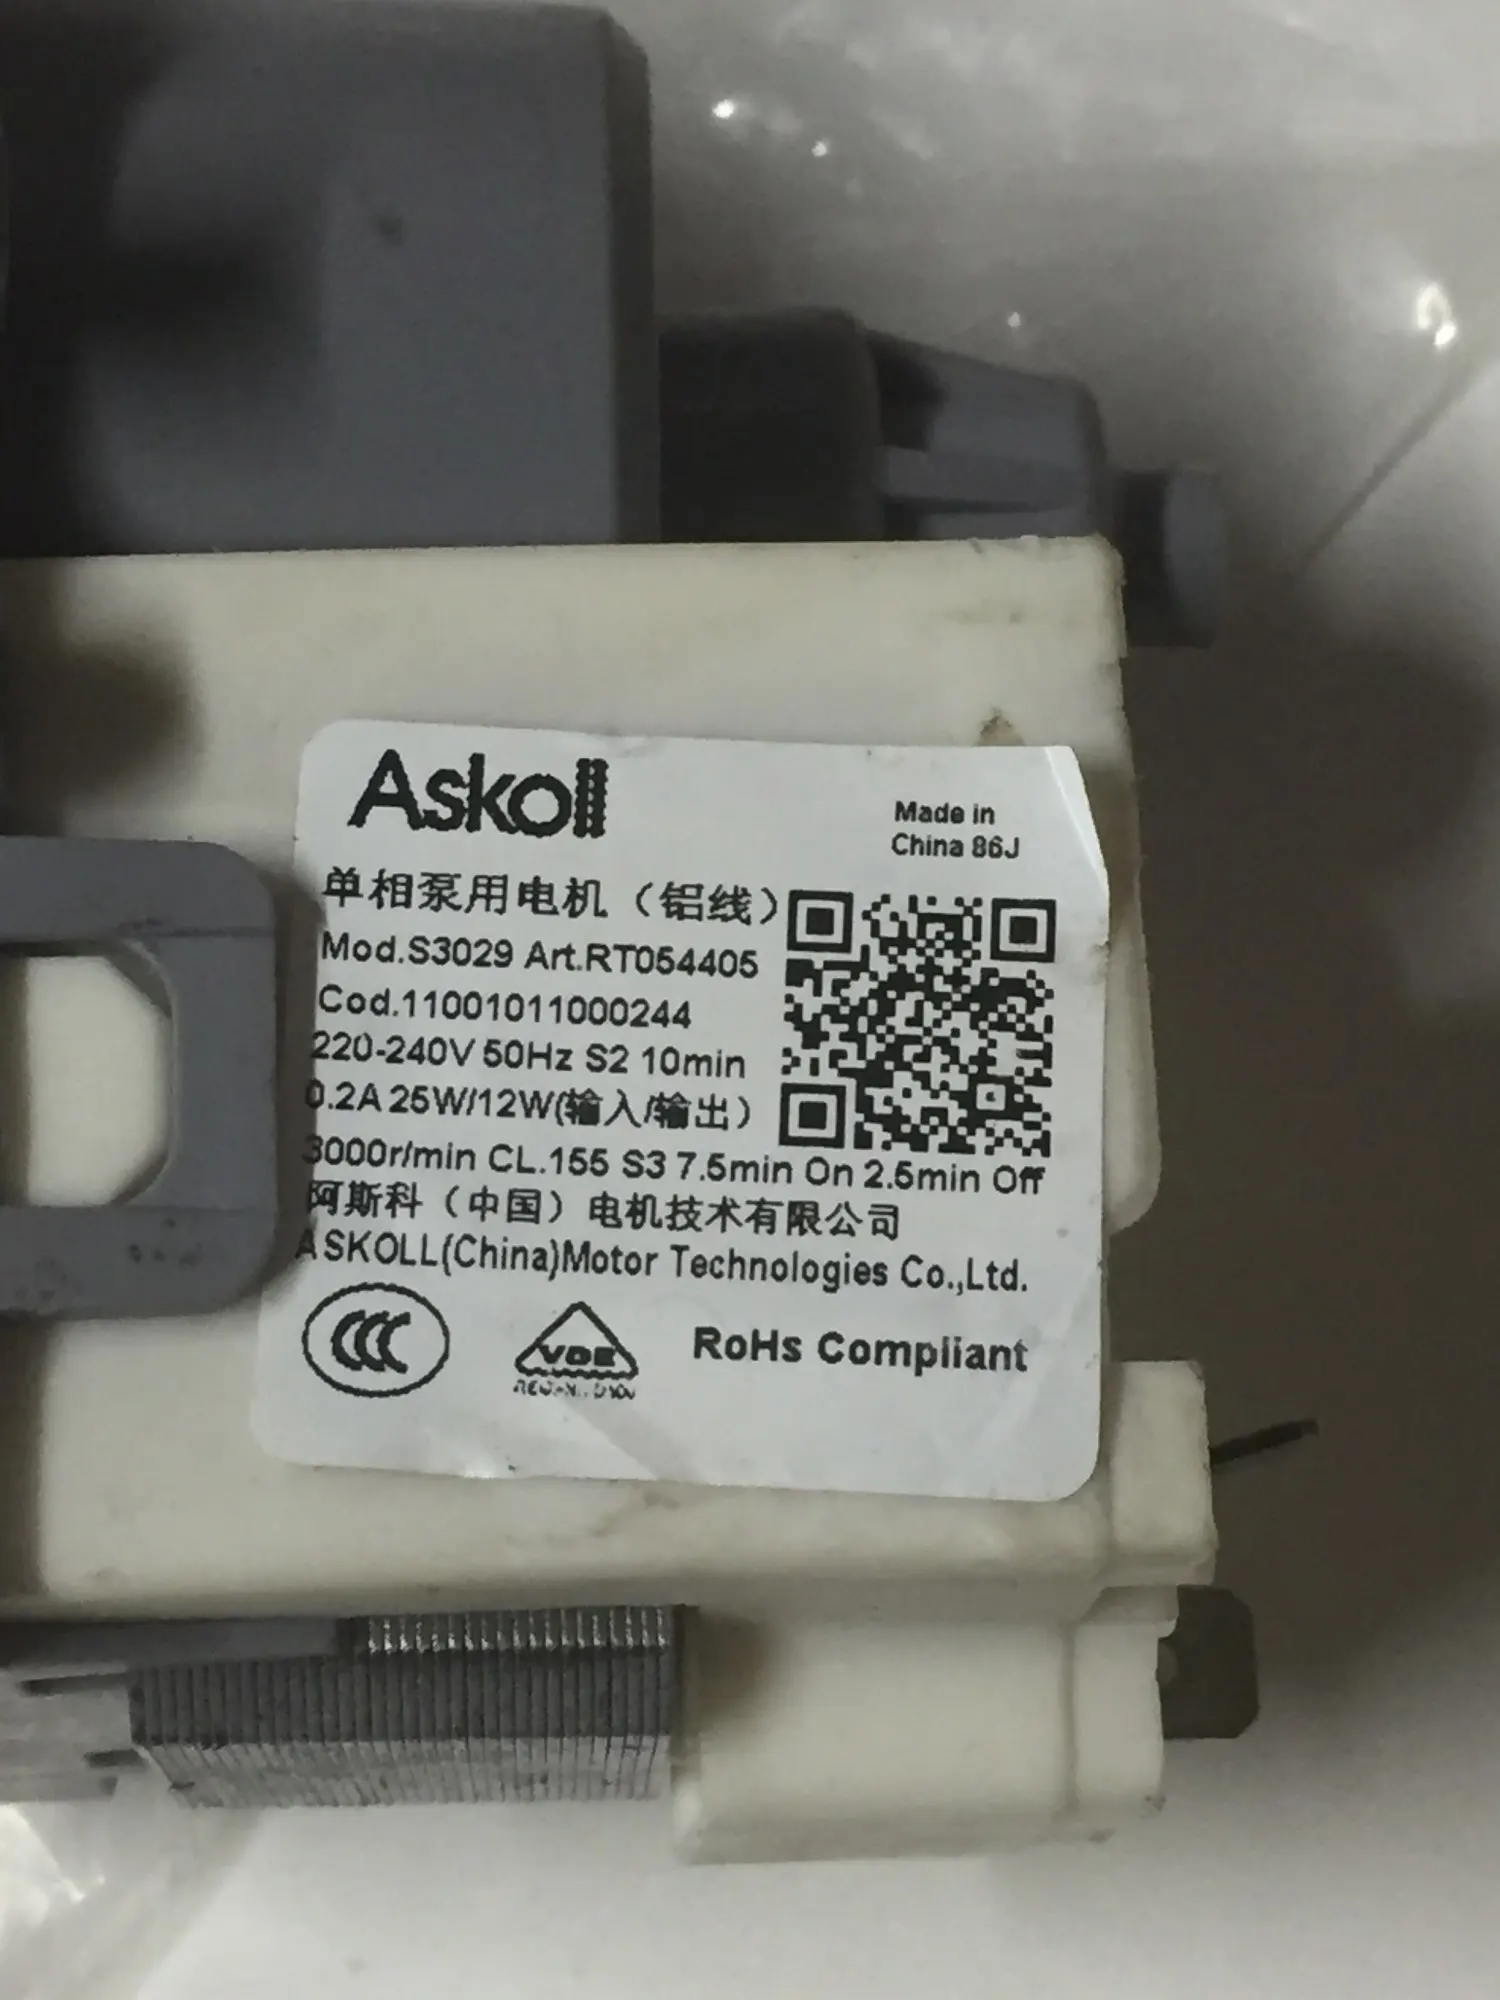 Askoll
Made in
China 86J
单相泵用电机（铝线）
Mod.S3029 Art.RT054405
Cod.11001011000244
220-240V 50Hz S2 10min
0.2A 25W/12W(输入/输出）
3000r/min CL.155 S3 7.5min On 2.5min Off
阿斯科（中国）电机技术有限公司
ASKOLL(China)Motor Technologies Co.,Ltd.
CCC
VDE
RoHs Compliant